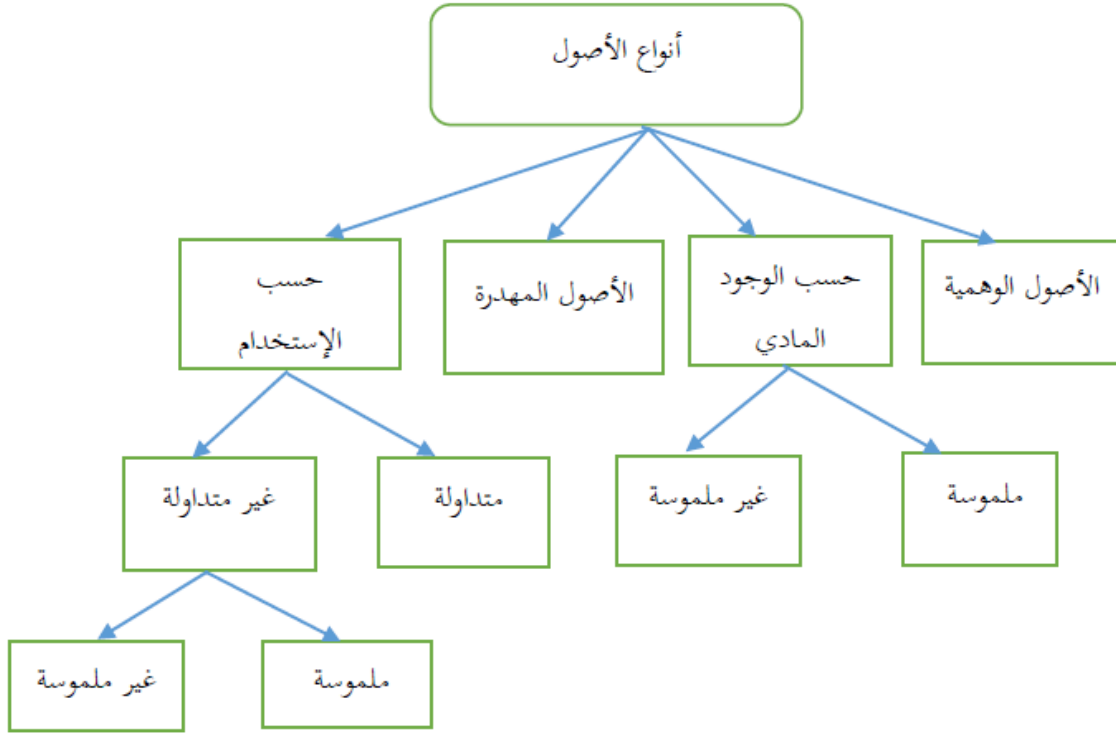 أنواع الأصول
الأصول الوهمية
حسب الوجود
المادي
الأصول المهدرة
حسب
الإستخدام
ملموسة
غير ملموسة
متداولة
غير متداولة
ملموسة
غير ملموسة